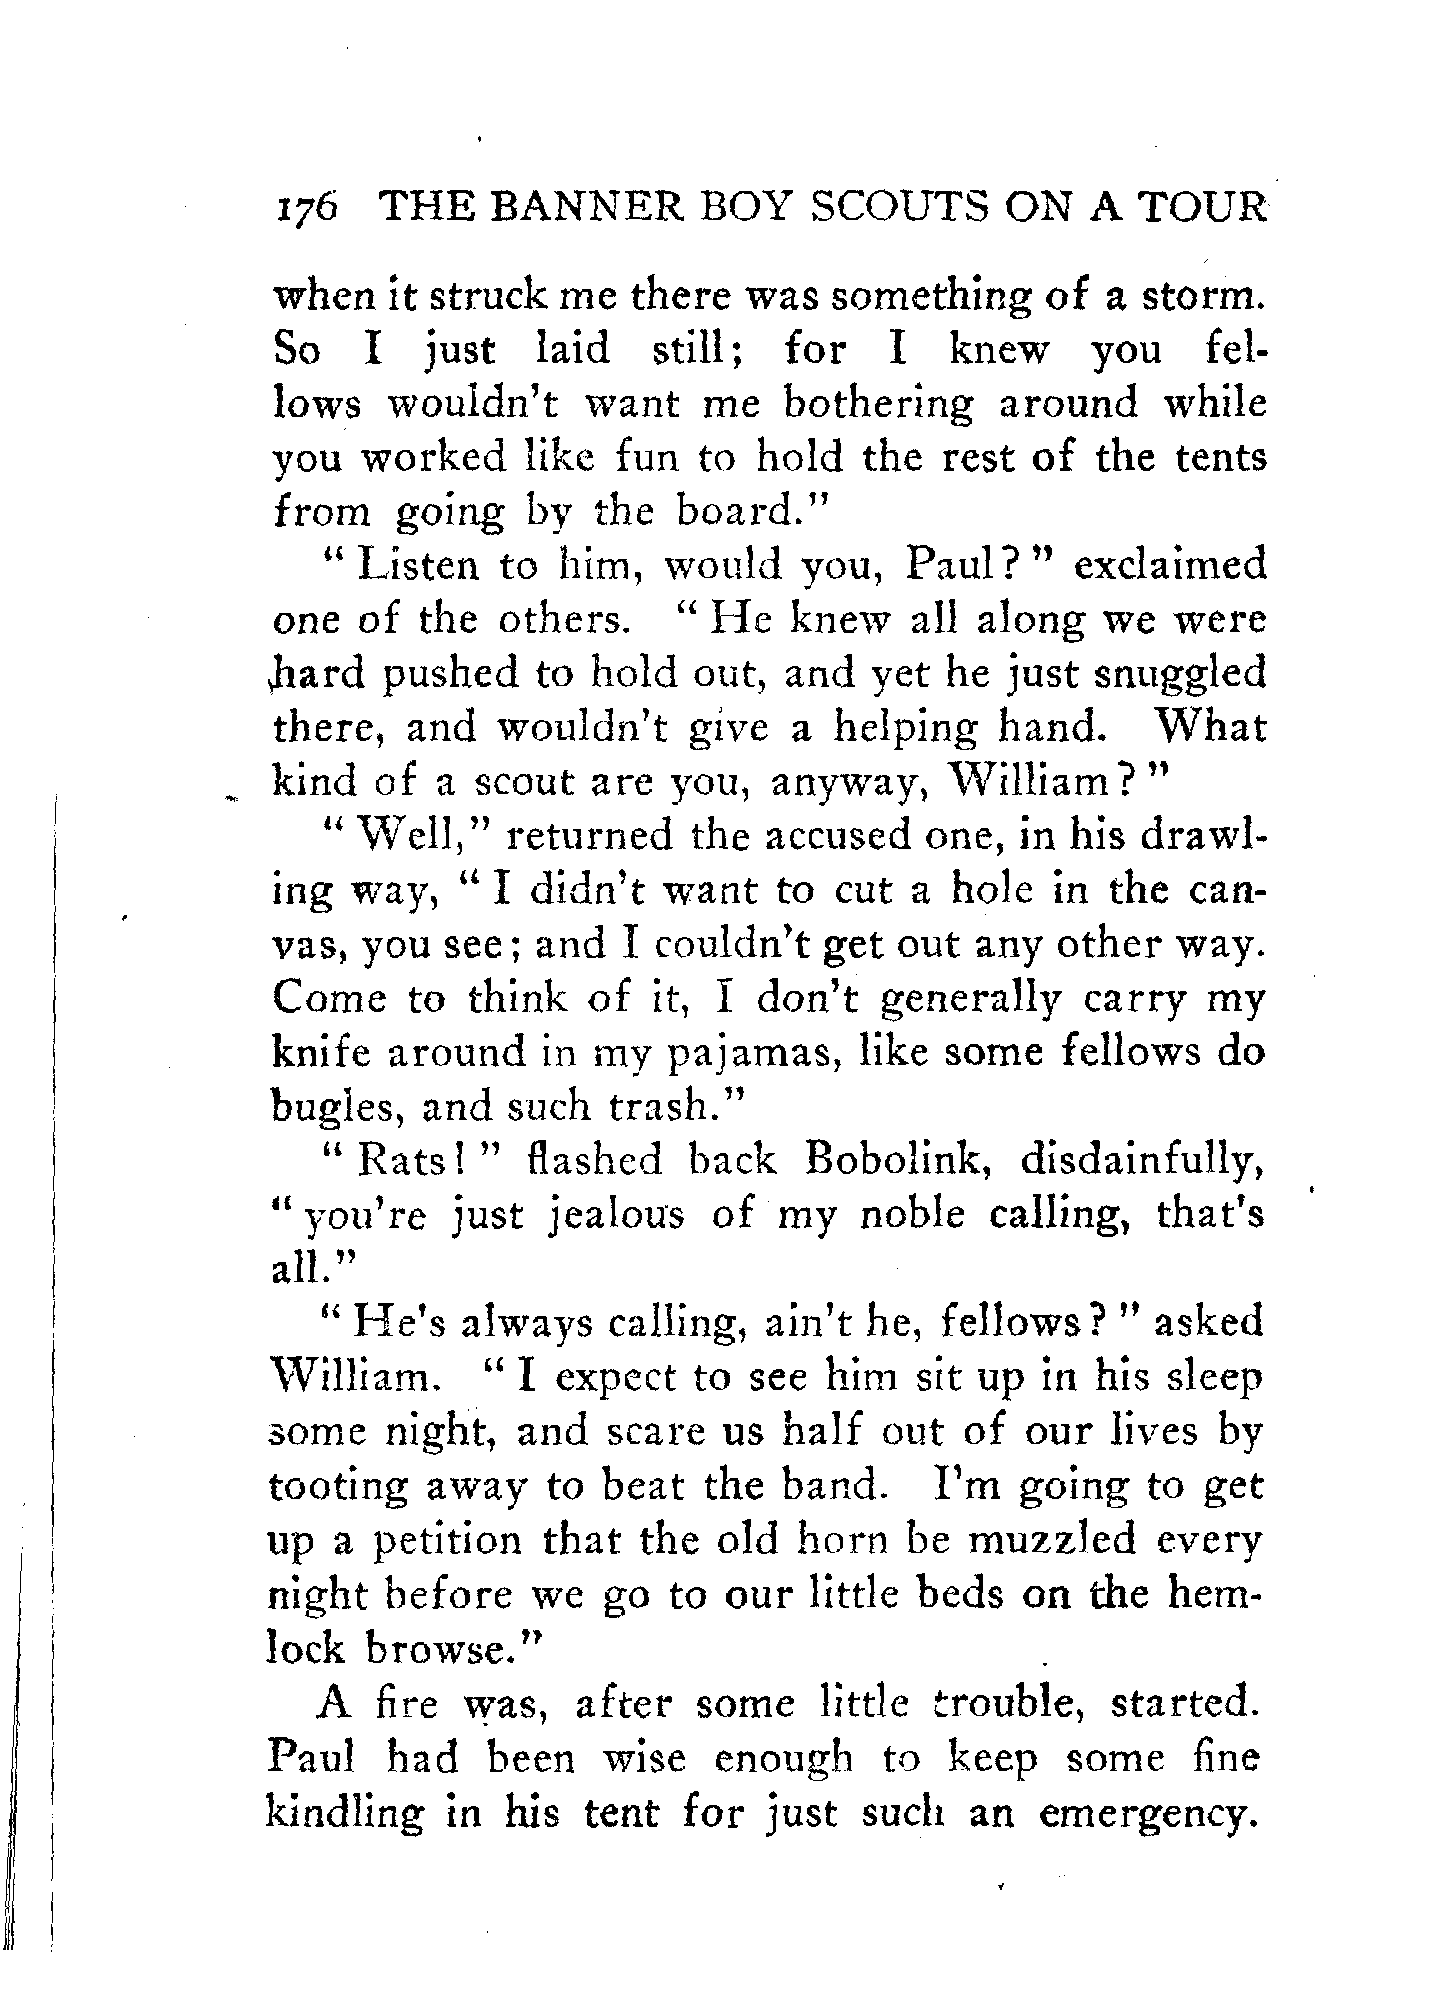 176 THE BANNER BOY SCOUTS ON A TOUR
when it struck me there was something of a storm.
So I just laid still; for I knew you fel-
lows wouldn't want me bothering around while
you worked like fun to hold the rest of the tents
from going by the board."
" Listen to him, would you, Paul? " exclaimed
one of the others. " He knew all along we were
hard pushed to hold out, and yet he just snuggled
there, and wouldn't give a helping hand. What
kind of a scout are you, anyway, William? "
" Well," returned the accused one, in his drawl-
ing way, " I didn't want to cut a hole in the can-
vas, you see; and I couldn't get out any other way.
Come to think of it, I don't generally carry my
knife around in my pajamas, like some fellows do
bugles, and such trash."
" Rats! " flashed back Bobolink, disdainfully,
" you're just jealous of my noble calling, that's
all."
" He's always calling, ain't he, fellows? " asked
William. " I expect to see him sit up in his sleep
some night, and scare us half out of our lives by
tooting away to beat the band. I'm going to get
up a petition that the old horn be muzzled every
night before we go to our little beds on the hem-
lock browse."
A fire was, after some little trouble, started.
Paul had been wise enough to keep some fine
kindling in his tent for just such an emergency.